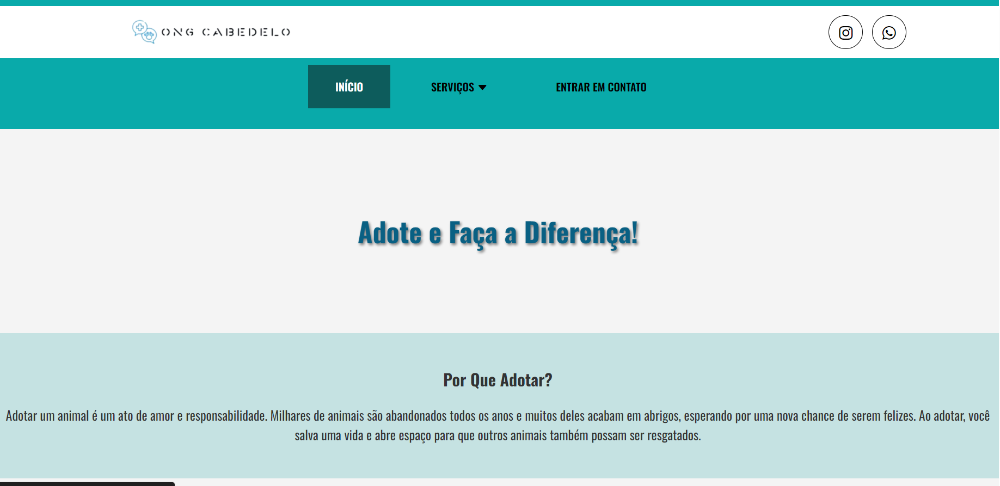 ONG CABEDELO
INÍCIO
SERVIÇOS
ENTRAR EM CONTATO
Adote e Faça a Diferença!
Por Que Adotar?
Adotar um animal é um ato de amor e responsabilidade. Milhares de animais são abandonados todos os anos e muitos deles acabam em abrigos, esperando por uma nova chance de serem felizes. Ao adotar, você
salva uma vida e abre espaço para que outros animais também possam ser resgatados.